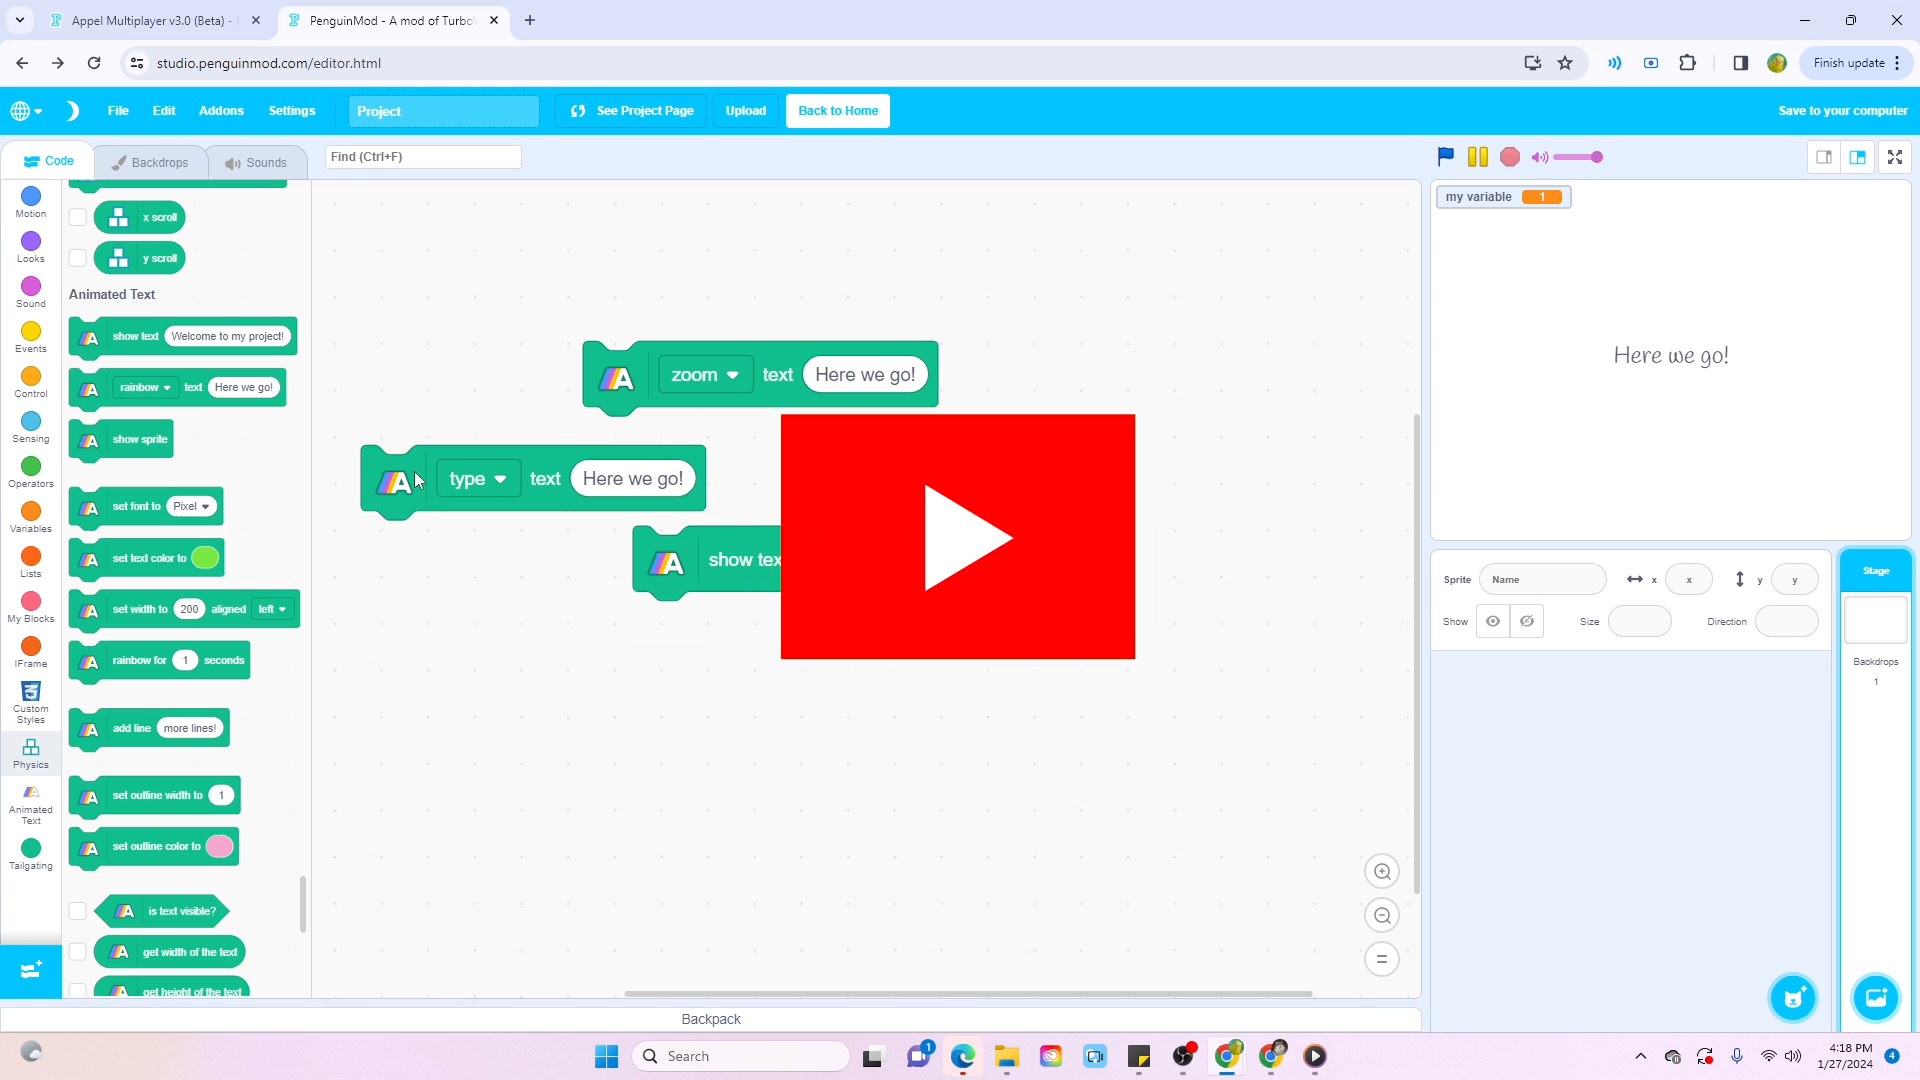 Appel Multiplayer v3.0 (Beta) -
PenguinMod - A mod of Turbo
studio.penguinmod.com/editor.html
Finish update
File
Edit
Addons
Settings
Project
See Project Page
Upload
Back to Home
Save to your computer
Code
Backdrops
Sounds
Find (Ctrl+F)
Motion
Looks
Sound
Events
Control
Sensing
Operators
Variables
Lists
My Blocks
IFrame
Custom
Styles
Physics
Animated
Text
Tailgating
x scroll
y scroll
Animated Text
show text Welcome to my project!
rainbow text Here we go!
show sprite
set font to Pixel
set text color to
set width to 200 aligned left
rainbow for 1 seconds
add line more lines!
set outline width to 1
set outline color to
is text visible?
get width of the text
get height of the text
zoom text Here we go!
type text Here we go!
show tex
my variable 1
Here we go!
Sprite Name x x y y
Show Size Direction
Stage
Backdrops
1
Backpack
Search
1
4:18 PM
1/27/2024
4